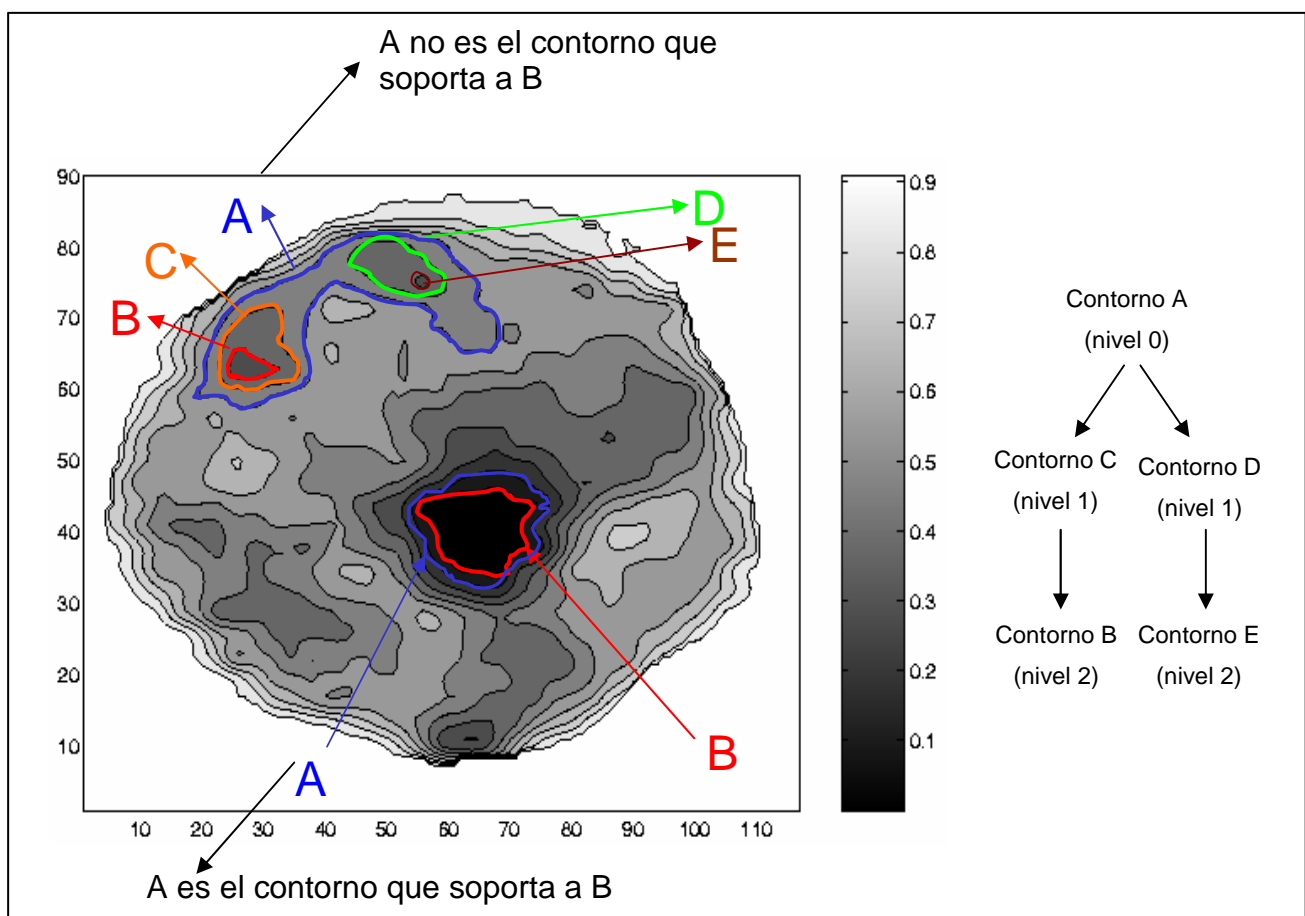 A no es el contorno que
soporta a B
90
80
70
60
50
40
30
20
10
10 20 30 40 50 60 70 80 90 100 110
A
D
E
C
B
A
B
0.9
0.8
0.7
0.6
0.5
0.4
0.3
0.2
0.1
Contorno A
(nivel 0)
Contorno C
(nivel 1)
Contorno D
(nivel 1)
Contorno B
(nivel 2)
Contorno E
(nivel 2)
A es el contorno que soporta a B